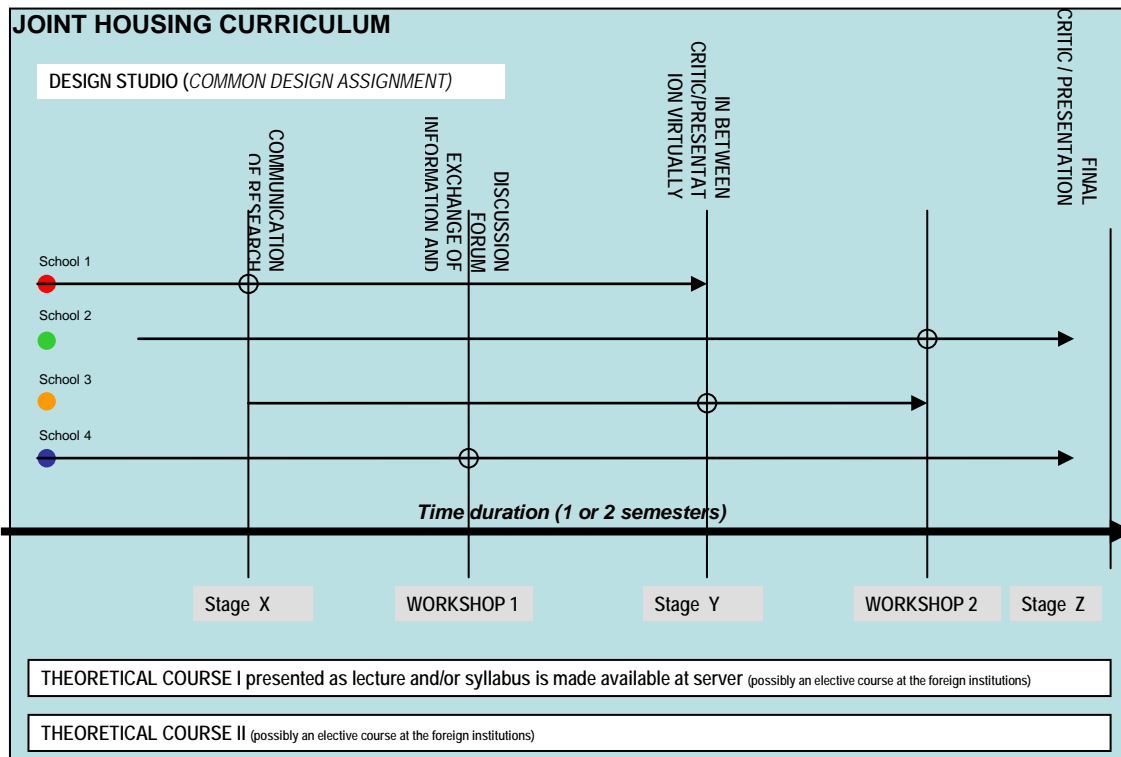 JOINT HOUSING CURRICULUM
DESIGN STUDIO (COMMON DESIGN ASSIGNMENT)
COMMUNICATION
OF RESEARCH
DISCUSSION
FORUM
EXCHANGE OF
INFORMATION AND
IN BETWEEN
CRITIC/PRESENTAT
ION VIRTUALLY
FINAL
CRITIC / PRESENTATION
School 1
School 2
School 3
School 4
Time duration (1 or 2 semesters)
Stage X
WORKSHOP 1
Stage Y
WORKSHOP 2
Stage Z
THEORETICAL COURSE I presented as lecture and/or syllabus is made available at server (possibly an elective course at the foreign institutions)
THEORETICAL COURSE II (possibly an elective course at the foreign institutions)